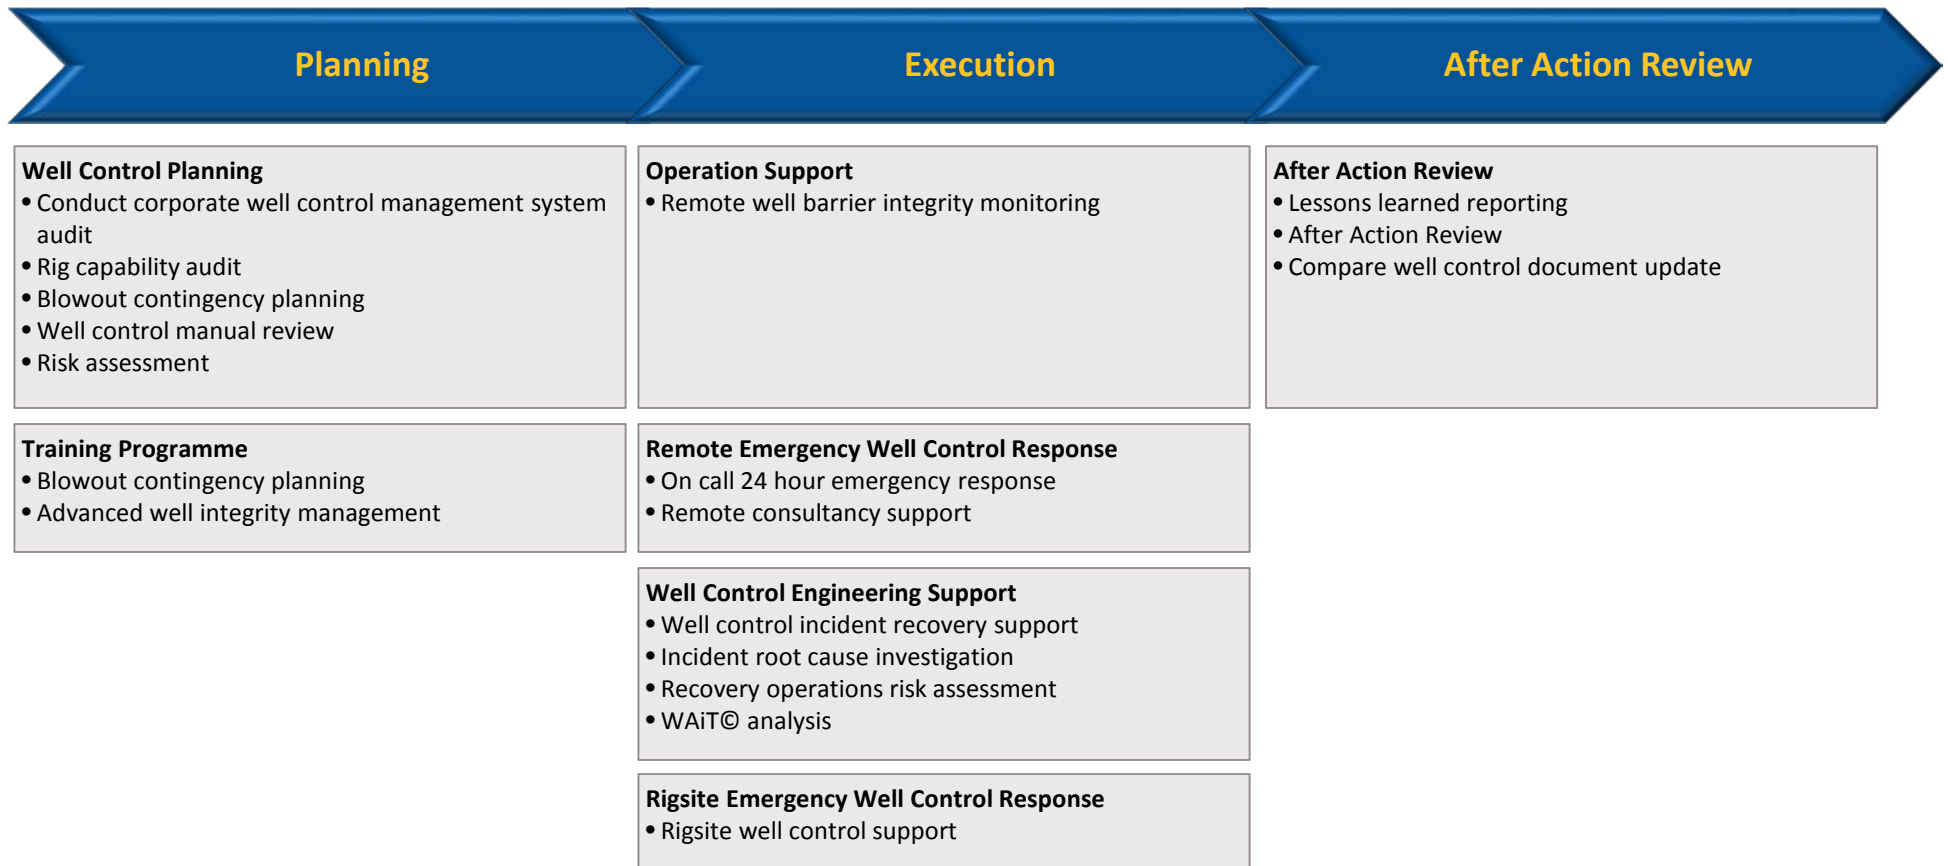 Planning
Execution
After Action Review
Well Control Planning
• Conduct corporate well control management system
audit
• Rig capability audit
• Blowout contingency planning
• Well control manual review
• Risk assessment
Training Programme
• Blowout contingency planning
• Advanced well integrity management
Operation Support
• Remote well barrier integrity monitoring
Remote Emergency Well Control Response
• On call 24 hour emergency response
• Remote consultancy support
Well Control Engineering Support
• Well control incident recovery support
• Incident root cause investigation
• Recovery operations risk assessment
• WAiT© analysis
Rigsite Emergency Well Control Response
• Rigsite well control support
After Action Review
• Lessons learned reporting
• After Action Review
• Compare well control document update